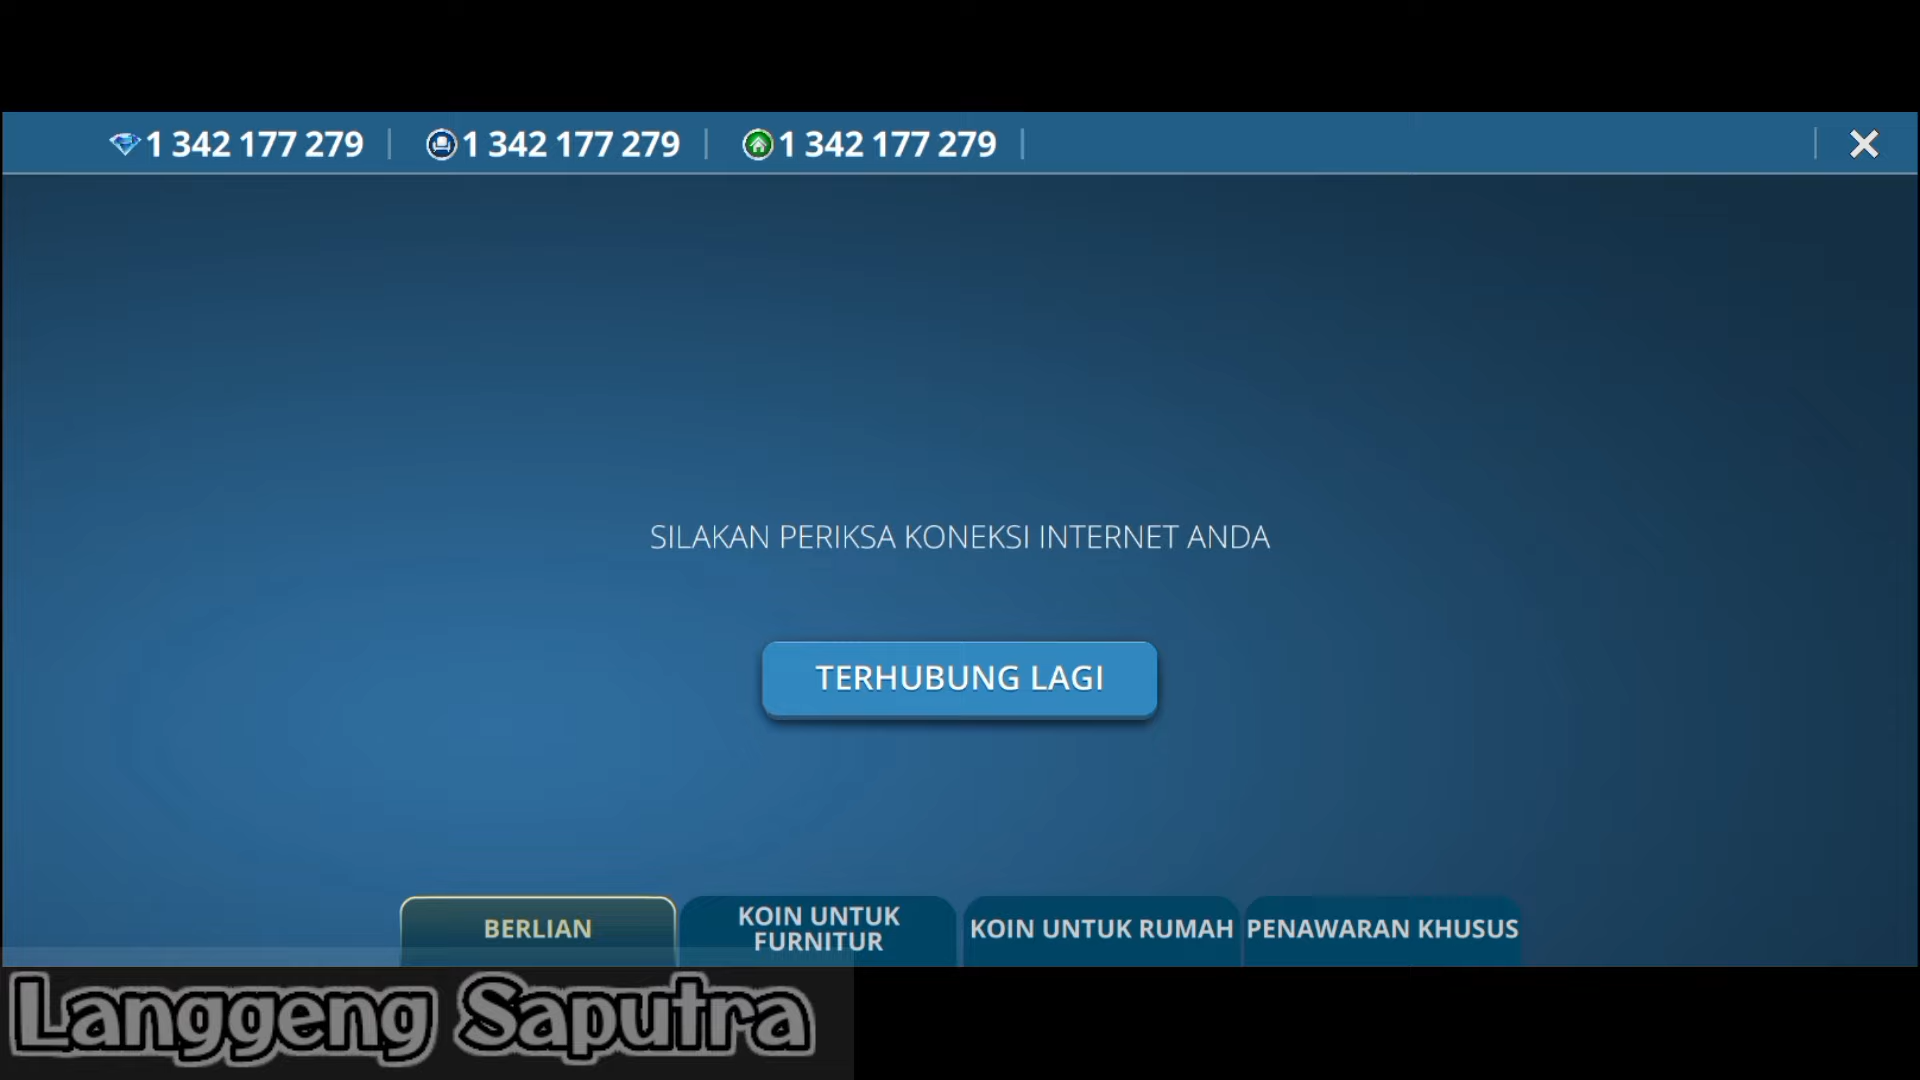 1 342 177 279 1 342 177 279 1 342 177 279
SILAKAN PERIKSA KONEKSI INTERNET ANDA
TERHUBUNG LAGI
BERLIAN
KOIN UNTUK
FURNITUR
KOIN UNTUK RUMAH
PENAWARAN KHUSUS
Langgeng Saputra